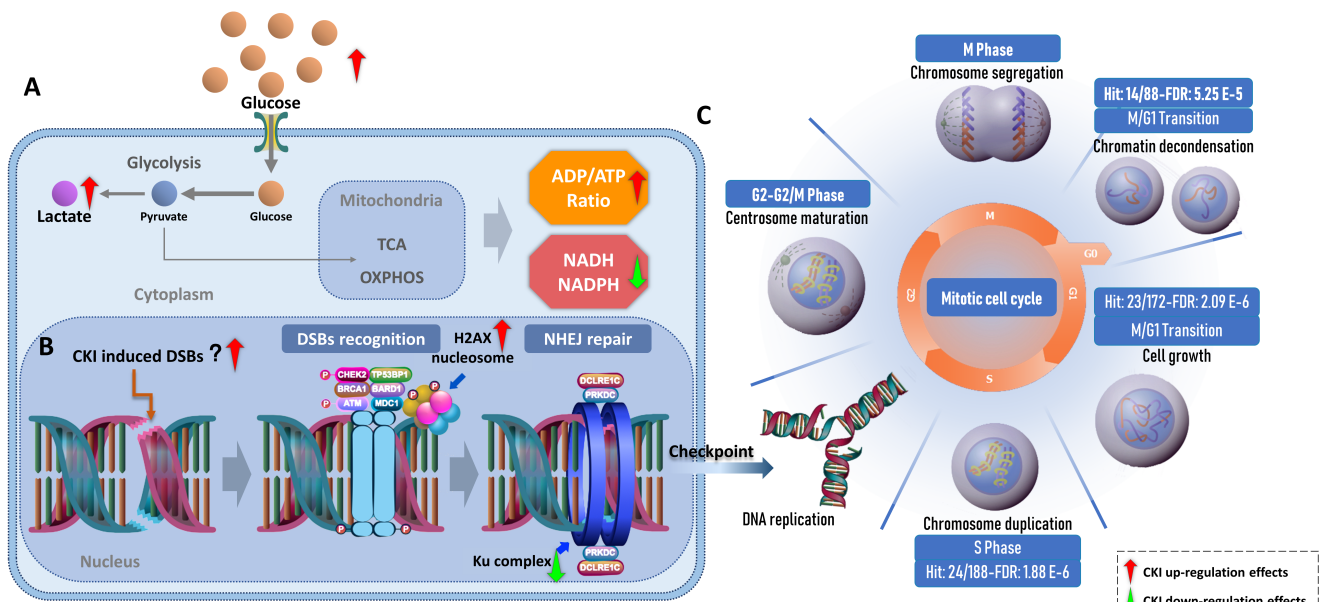 A
Glucose
Glycolysis
Lactate
Pyruvate
Glucose
Cytoplasm
Mitochondria
TCA
OXPHOS
ADP/ATP
Ratio
NADH
NADPH
B
CKI induced DSBs ?
DSBs recognition
H2AX
nucleosome
NHEJ repair
P
CHEK2
TP53BP1
BRCA1
BARD1
P
ATM
MDC1
P
P
P
P
DCLRE1C
PRKDC
PRKDC
DCLRE1C
Ku complex
Nucleus
Checkpoint
C
M Phase
Chromosome segregation
Hit: 14/88-FDR: 5.25 E-5
M/G1 Transition
Chromatin decondensation
G2-G2/M Phase
Centrosome maturation
M
G0
G1
S
G2
Mitotic cell cycle
Hit: 23/172-FDR: 2.09 E-6
M/G1 Transition
Cell growth
DNA replication
Chromosome duplication
S Phase
Hit: 24/188-FDR: 1.88 E-6
CKI up-regulation effects
CKI down-regulation effects